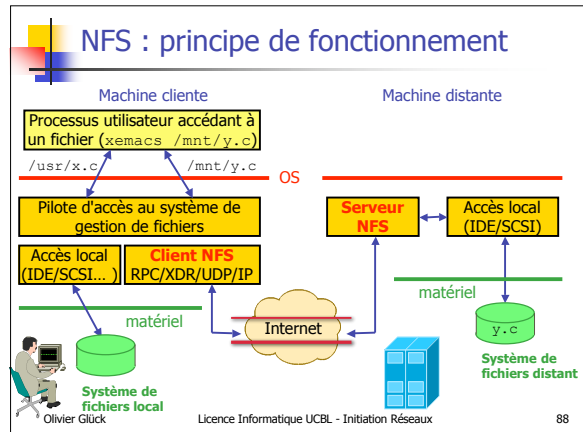 NFS : principe de fonctionnement
Machine cliente
Machine distante
Processus utilisateur accédant à
un fichier (xemacs /mnt/y.c)
/usr/x.c
/mnt/y.c
OS
Pilote d'accès au système de
gestion de fichiers
Serveur
NFS
Accès local
(IDE/SCSI)
Accès local
(IDE/SCSI... )
Client NFS
RPC/XDR/UDP/IP
matériel
matériel
Internet
y.c
Système de
fichiers local
Système de
fichiers distant
Olivier Glück
Licence Informatique UCBL - Initiation Réseaux
88